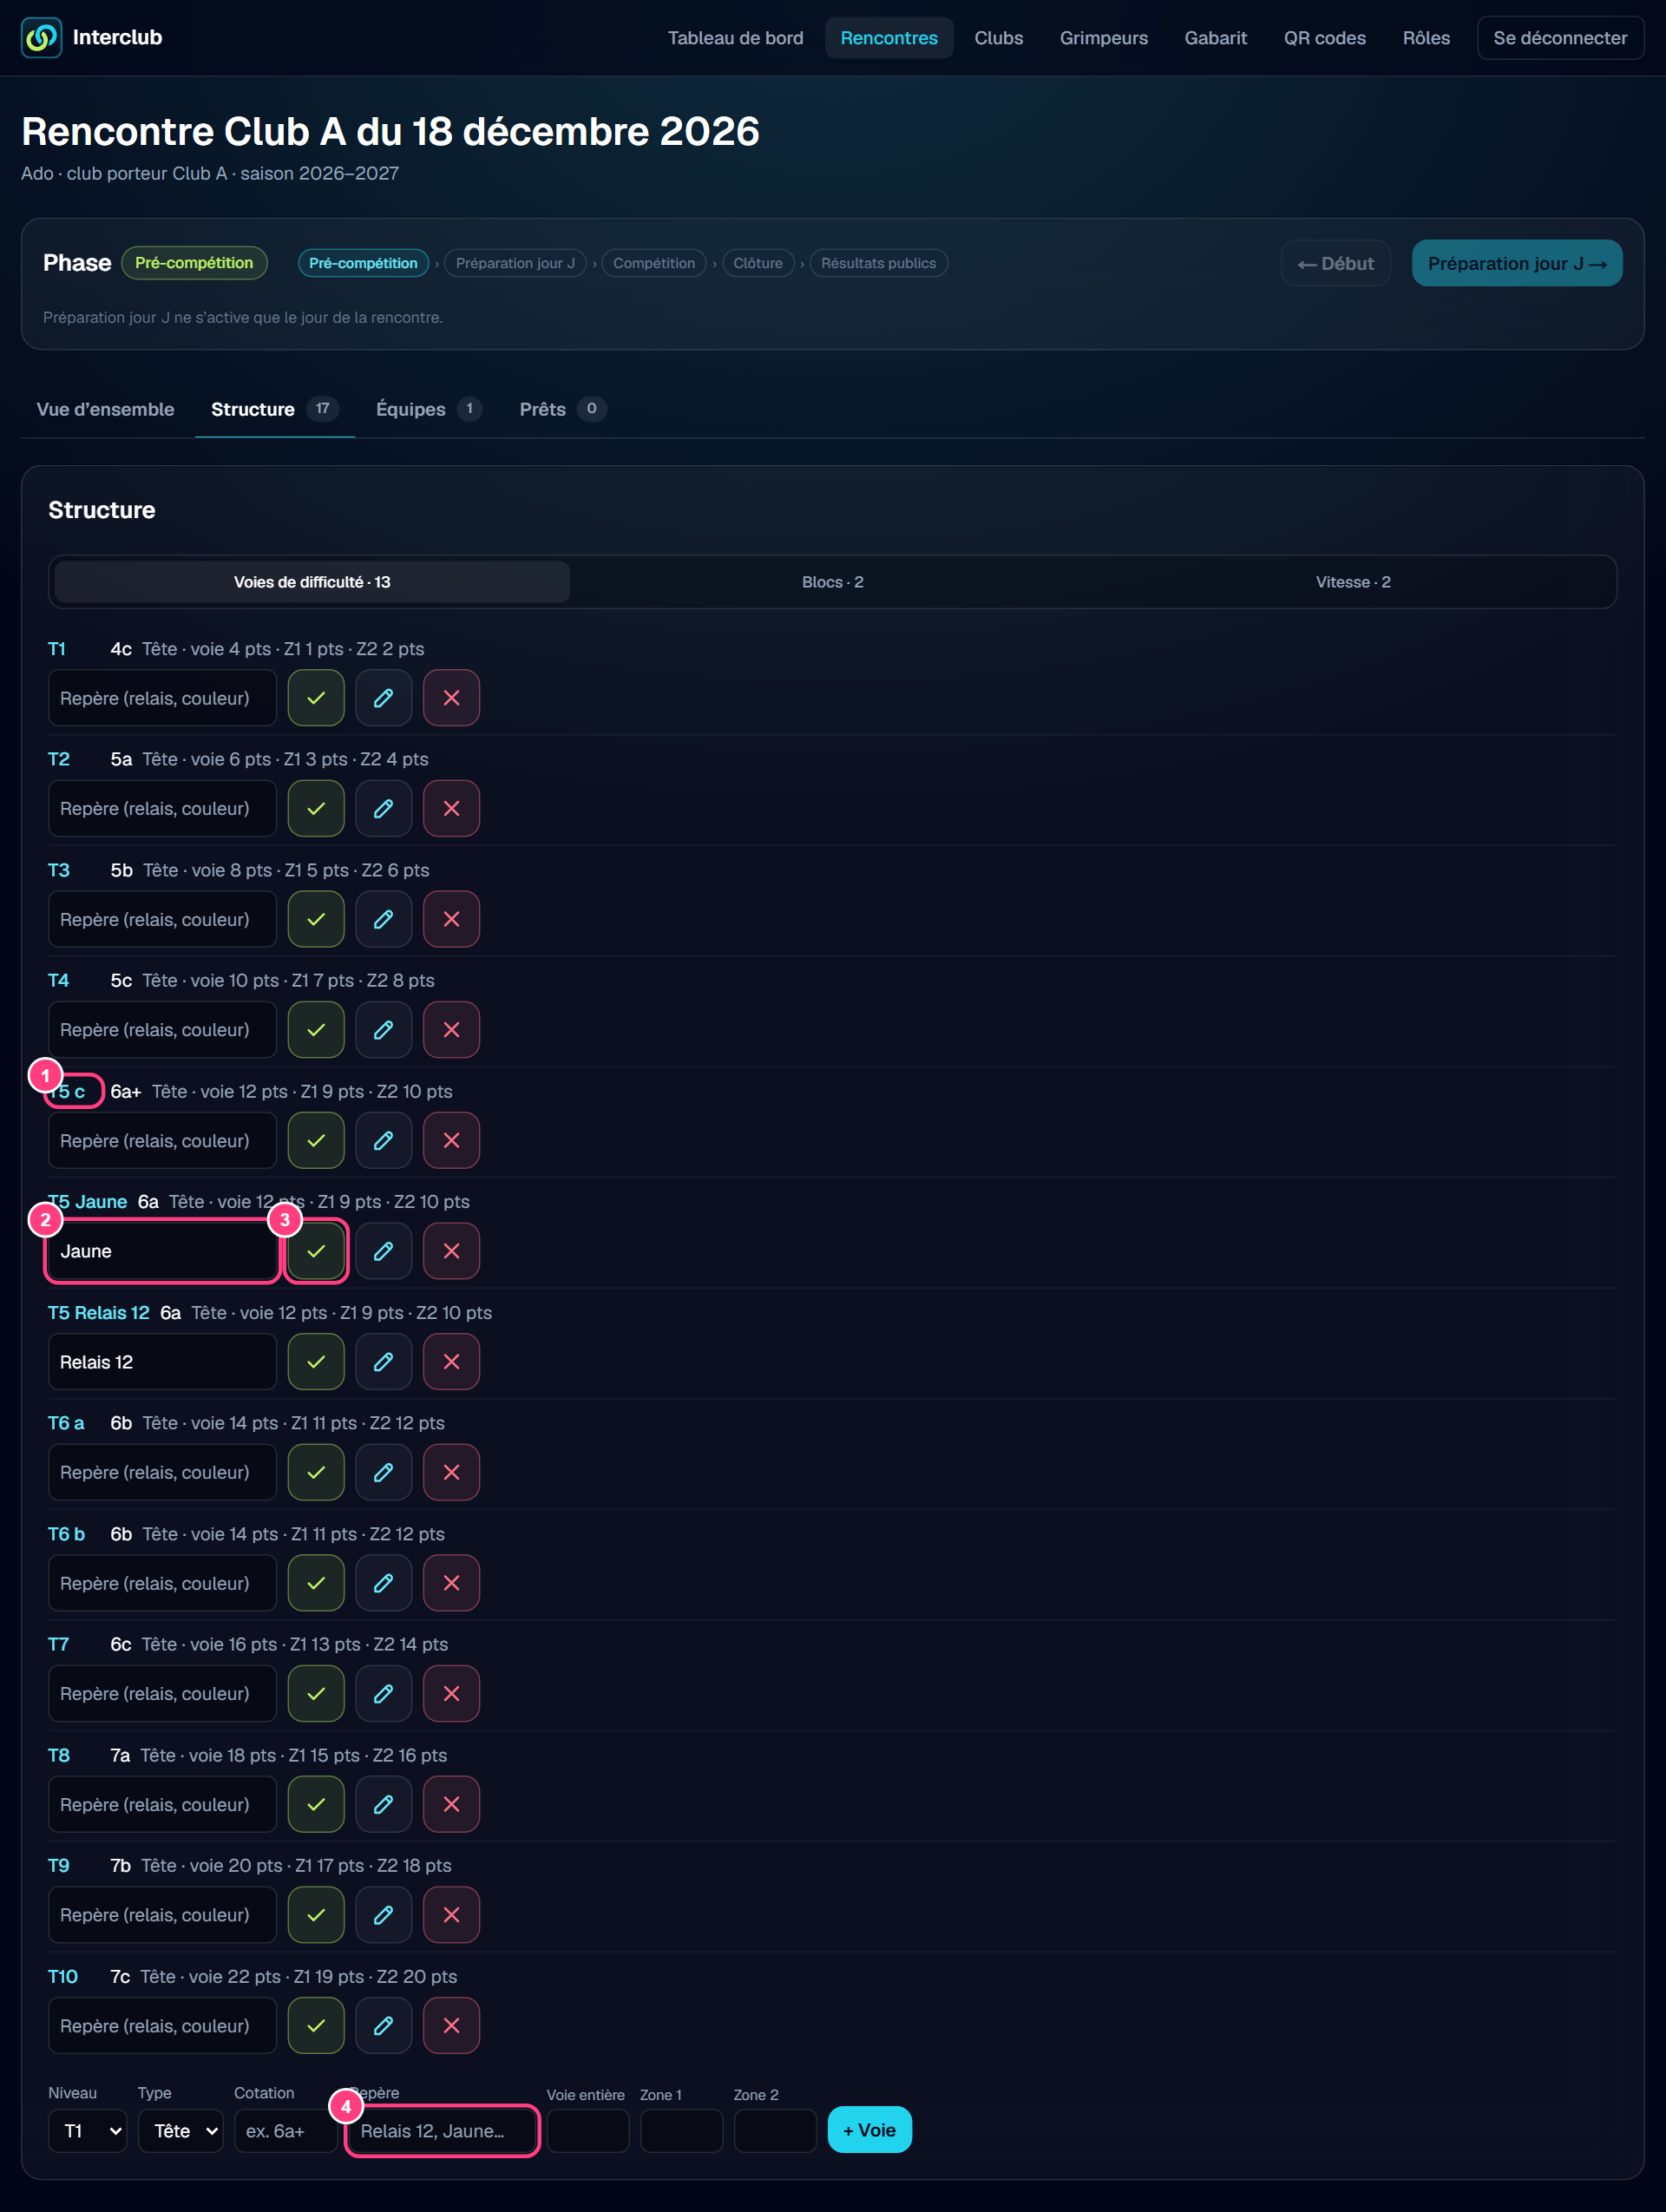 Interclub
Tableau de bord
Rencontres
Clubs
Grimpeurs
Gabarit
QR codes
Rôles
Se déconnecter
Rencontre Club A du 18 décembre 2026
Ado · club porteur Club A · saison 2026–2027
Phase
Pré-compétition
Pré-compétition › Préparation jour J › Compétition › Clôture › Résultats publics
← Début
Préparation jour J →
Préparation jour J ne s’active que le jour de la rencontre.
Vue d’ensemble
Structure 17
Équipes 1
Prêts 0
Structure
Voies de difficulté · 13
Blocs · 2
Vitesse · 2
T1 4c Tête · voie 4 pts · Z1 1 pts · Z2 2 pts
Repère (relais, couleur)
T2 5a Tête · voie 6 pts · Z1 3 pts · Z2 4 pts
Repère (relais, couleur)
T3 5b Tête · voie 8 pts · Z1 5 pts · Z2 6 pts
Repère (relais, couleur)
T4 5c Tête · voie 10 pts · Z1 7 pts · Z2 8 pts
Repère (relais, couleur)
1
T5 c 6a+ Tête · voie 12 pts · Z1 9 pts · Z2 10 pts
Repère (relais, couleur)
T5 Jaune 6a Tête · voie 12 pts · Z1 9 pts · Z2 10 pts
2
3
Jaune
T5 Relais 12 6a Tête · voie 12 pts · Z1 9 pts · Z2 10 pts
Relais 12
T6 a 6b Tête · voie 14 pts · Z1 11 pts · Z2 12 pts
Repère (relais, couleur)
T6 b 6b Tête · voie 14 pts · Z1 11 pts · Z2 12 pts
Repère (relais, couleur)
T7 6c Tête · voie 16 pts · Z1 13 pts · Z2 14 pts
Repère (relais, couleur)
T8 7a Tête · voie 18 pts · Z1 15 pts · Z2 16 pts
Repère (relais, couleur)
T9 7b Tête · voie 20 pts · Z1 17 pts · Z2 18 pts
Repère (relais, couleur)
T10 7c Tête · voie 22 pts · Z1 19 pts · Z2 20 pts
Repère (relais, couleur)
Niveau Type Cotation Repère Voie entière Zone 1 Zone 2
4
T1 Tête ex. 6a+ Relais 12, Jaune… + Voie